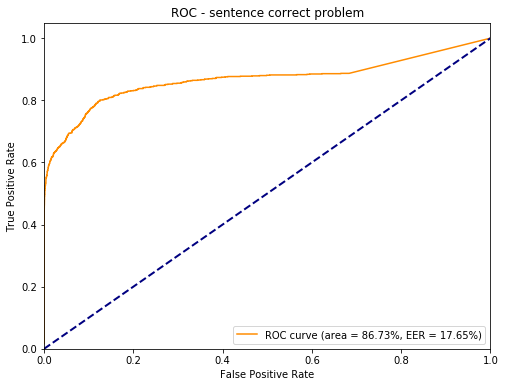 ROC - sentence correct problem
True Positive Rate
1.0
0.8
0.6
0.4
0.2
0.0
ROC curve (area = 86.73%, EER = 17.65%)
0.0 0.2 0.4 0.6 0.8 1.0
False Positive Rate